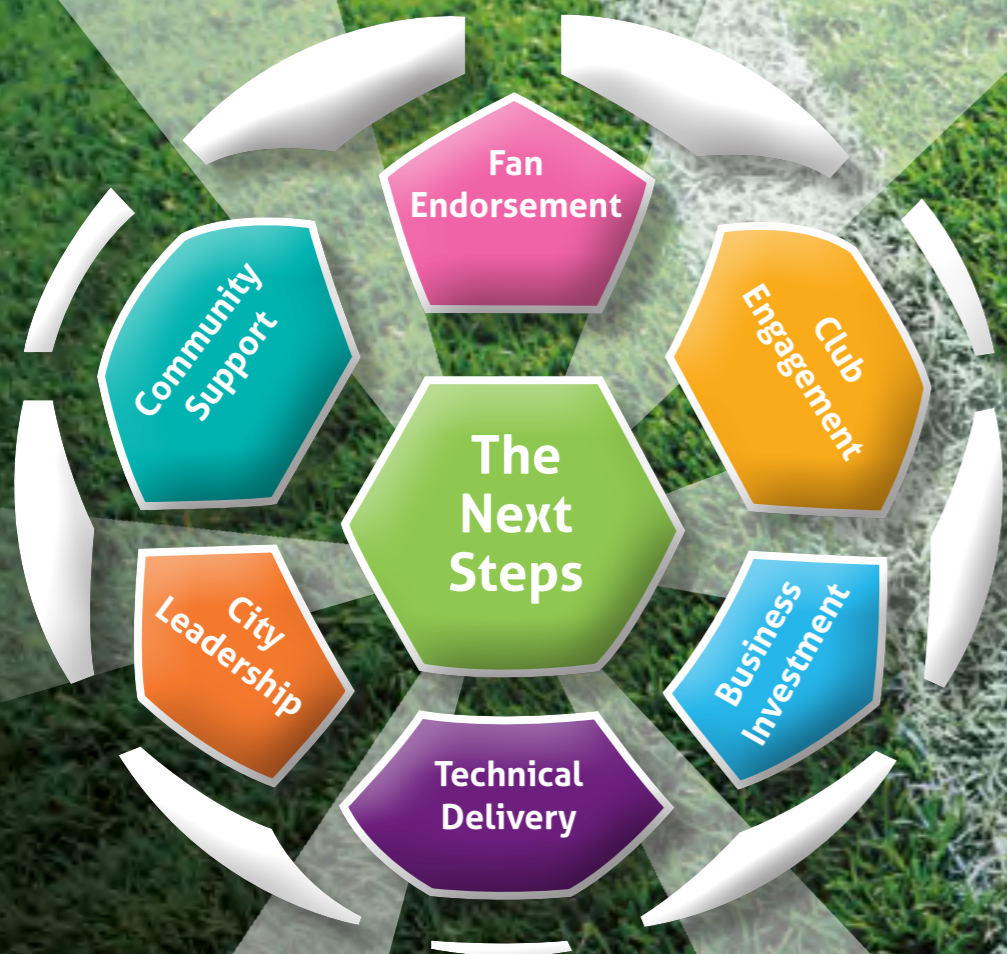 Fan
Endorsement
Community
Support
Club
Engagement
The
Next
Steps
City
Leadership
Business
Investment
Technical
Delivery